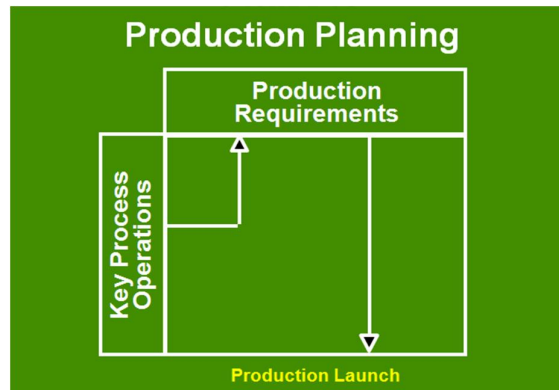 Production Planning
Production
Requirements
Key Process
Operations
Production Launch